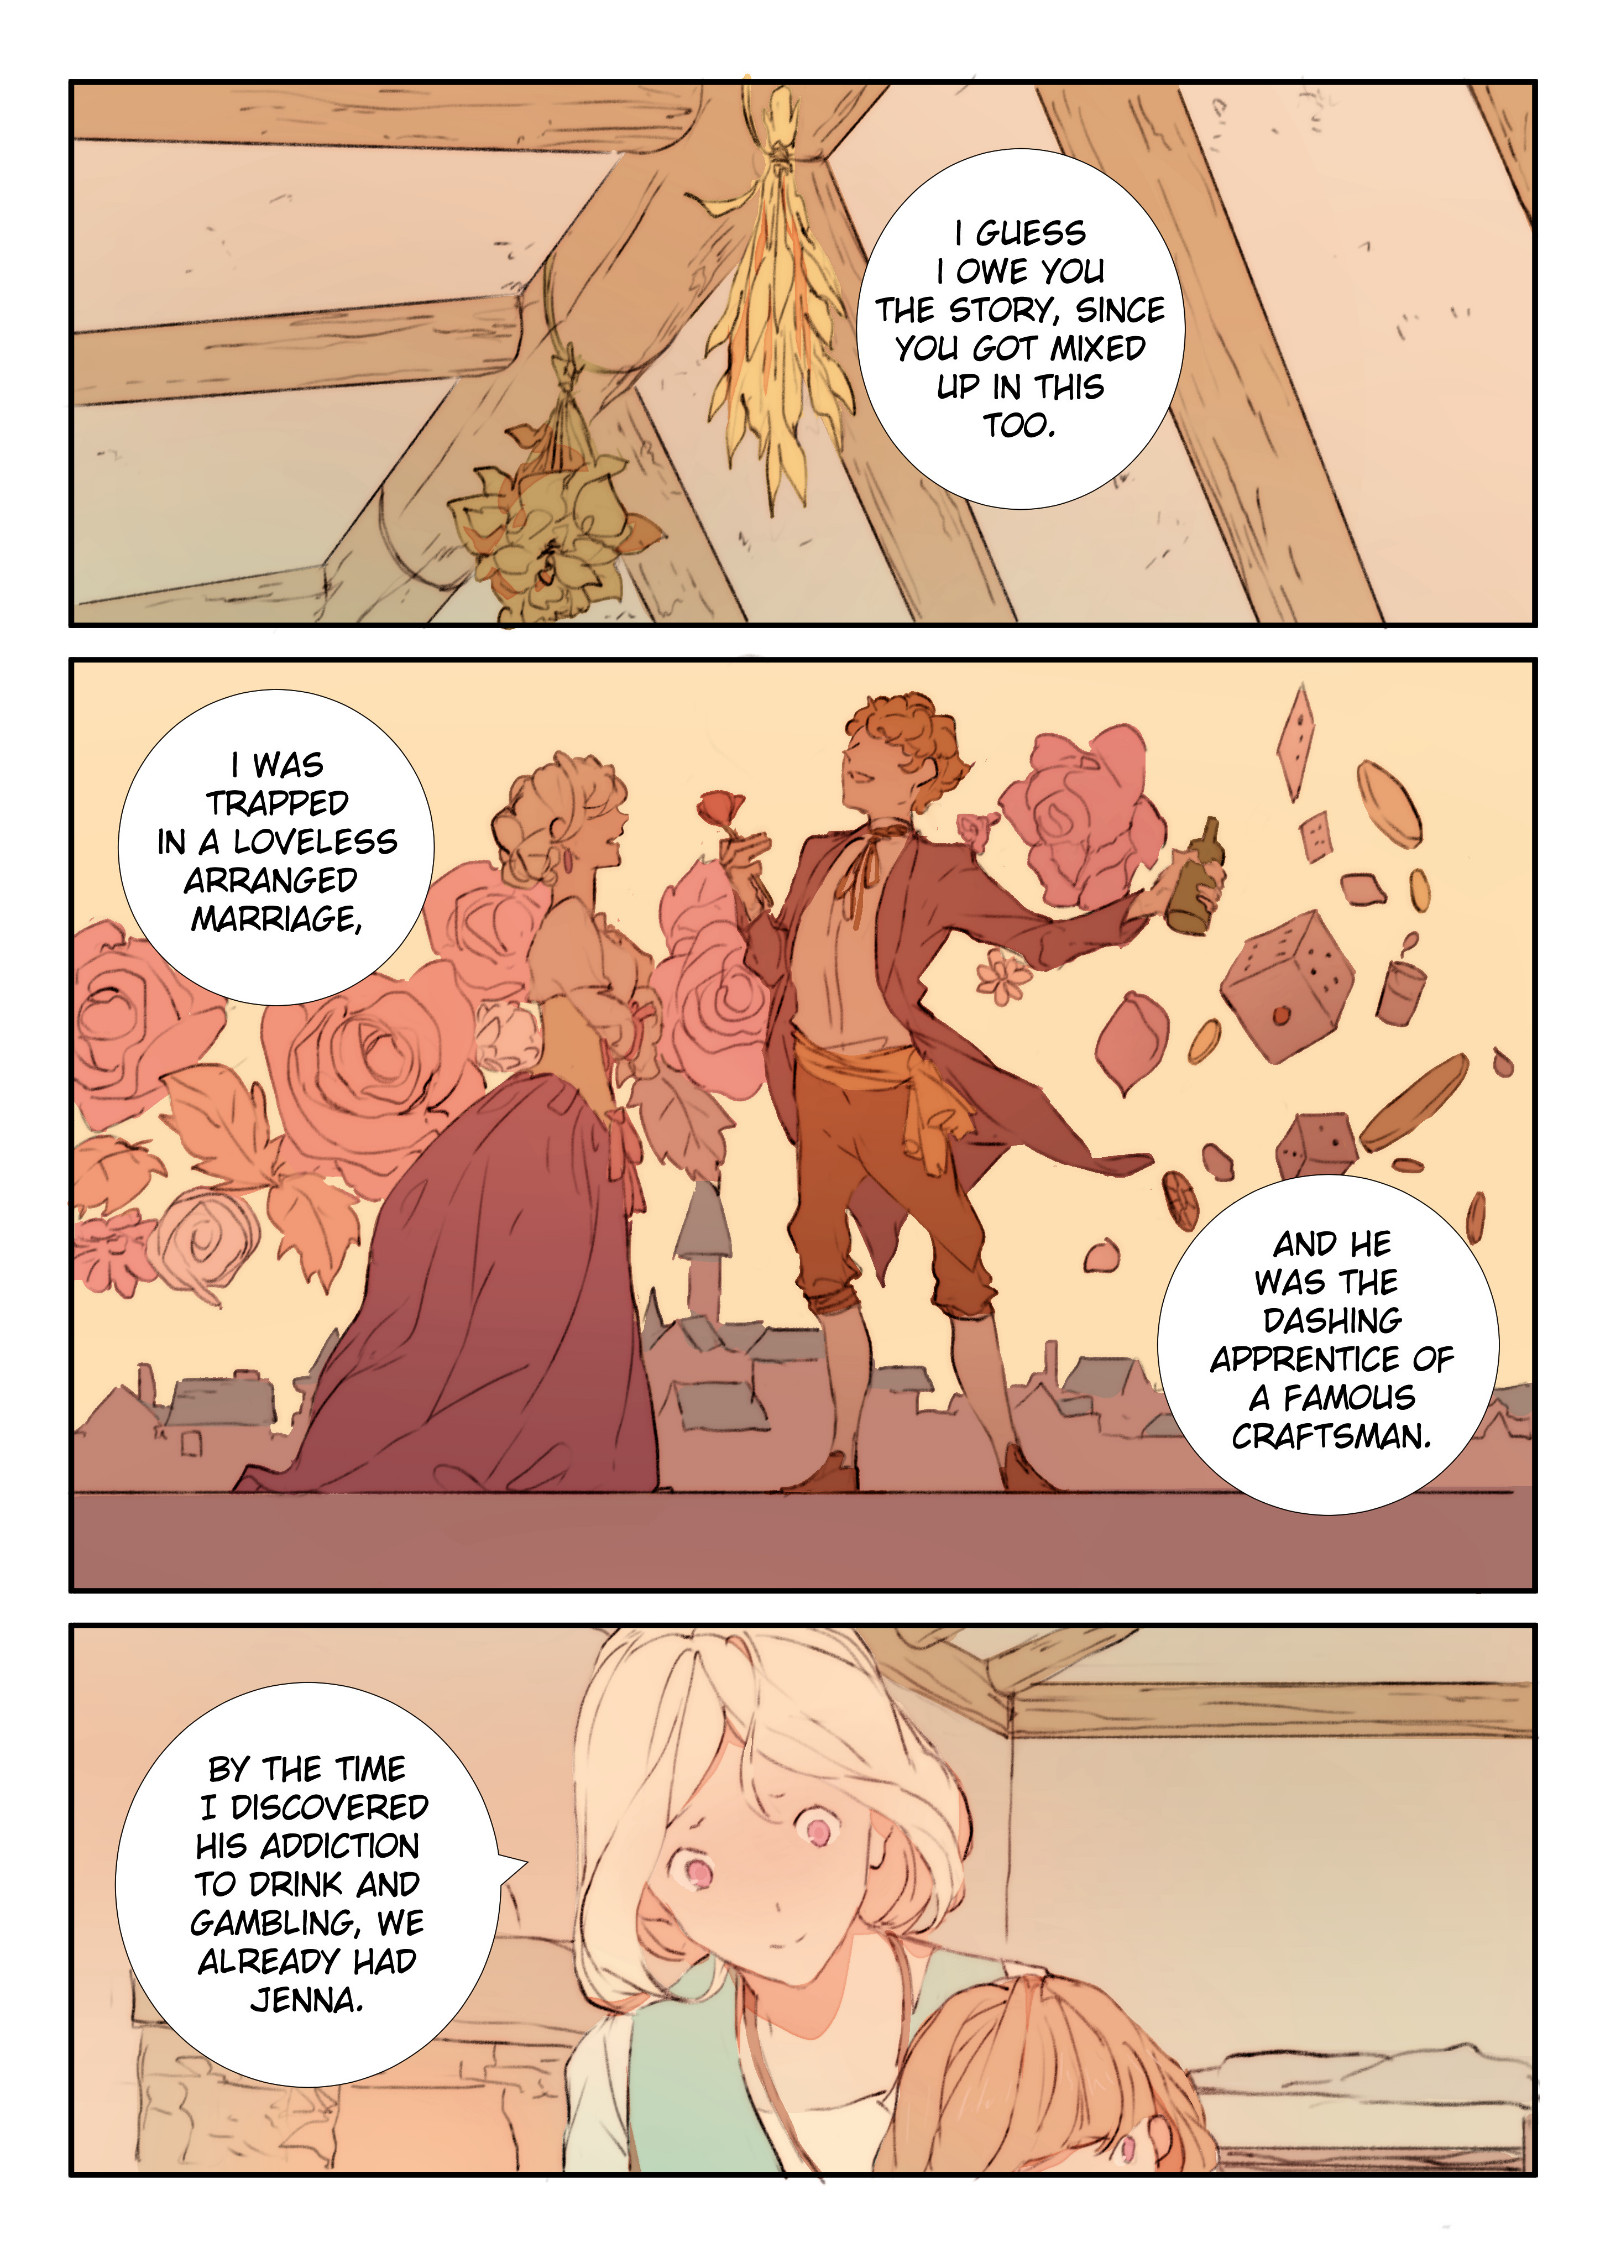 I GUESS
I OWE YOU
THE STORY, SINCE
YOU GOT MIXED
UP IN THIS
TOO.
I WAS
TRAPPED
IN A LOVELESS
ARRANGED
MARRIAGE,
AND HE
WAS THE
DASHING
APPRENTICE OF
A FAMOUS
CRAFTSMAN.
BY THE TIME
I DISCOVERED
HIS ADDICTION
TO DRINK AND
GAMBLING, WE
ALREADY HAD
JENNA.